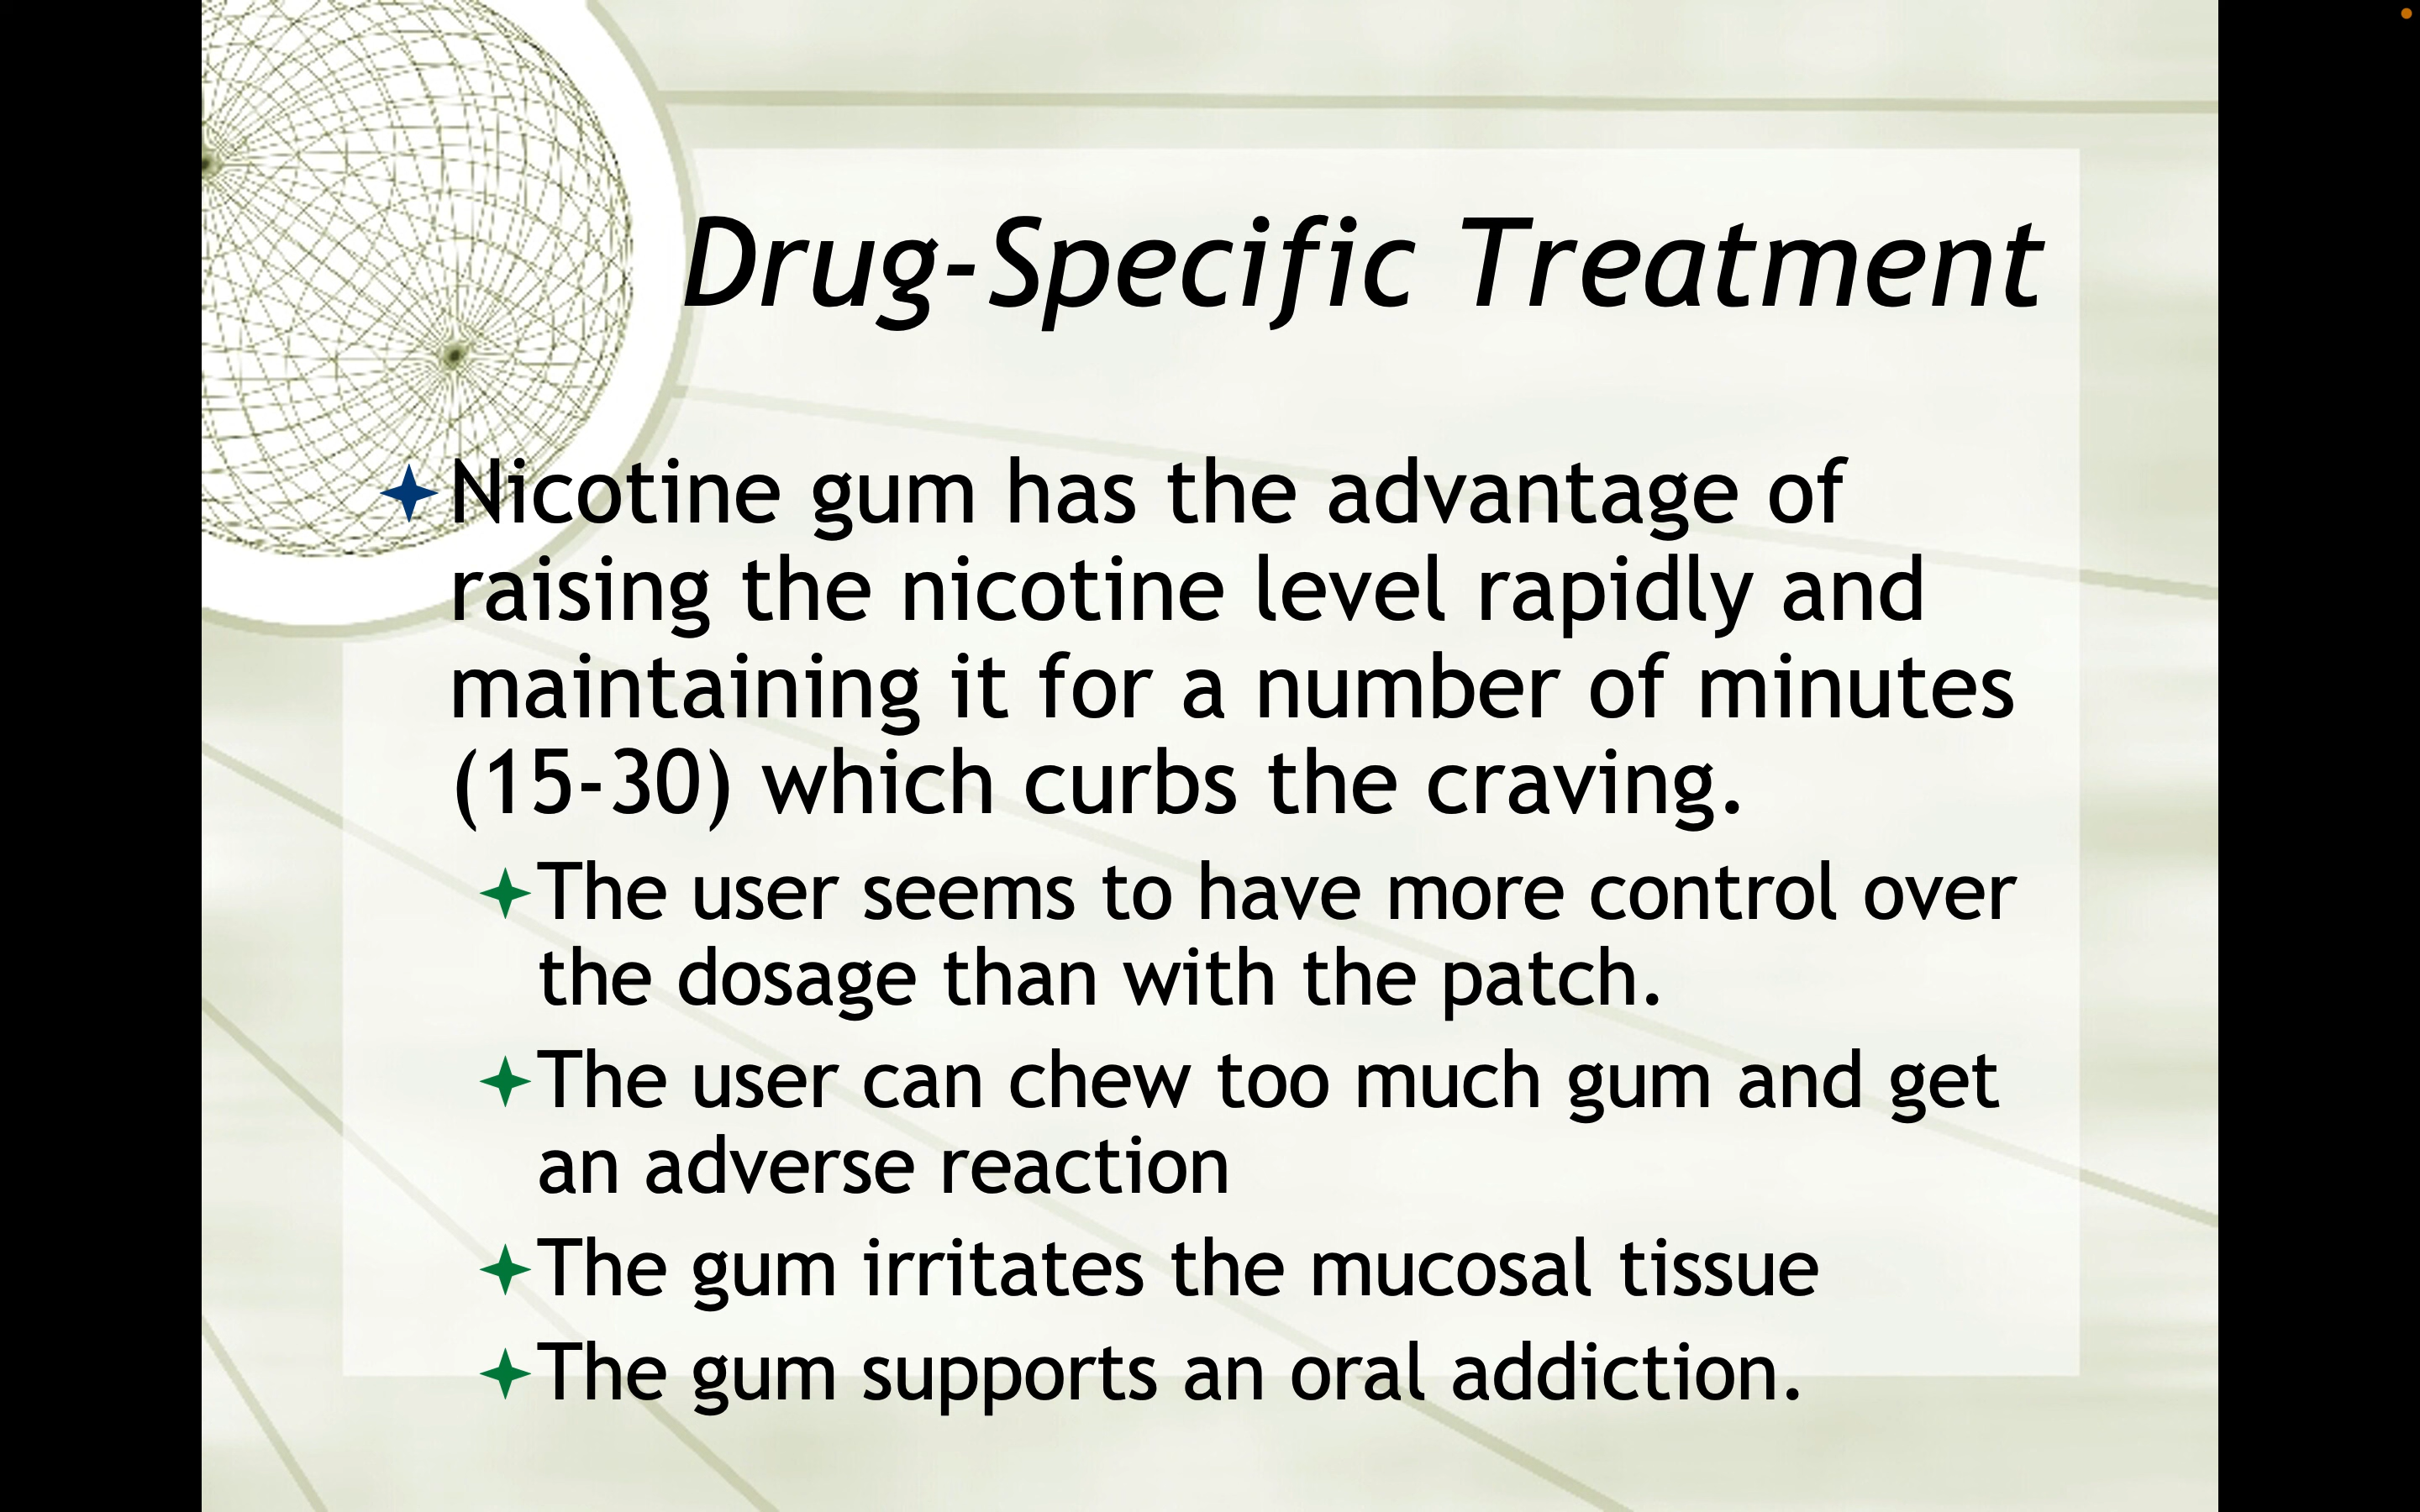 Drug-Specific Treatment
Nicotine gum has the advantage of
raising the nicotine level rapidly and
maintaining it for a number of minutes
(15-30) which curbs the craving.
The user seems to have more control over
the dosage than with the patch.
The user can chew too much gum and get
an adverse reaction
The gum irritates the mucosal tissue
The gum supports an oral addiction.